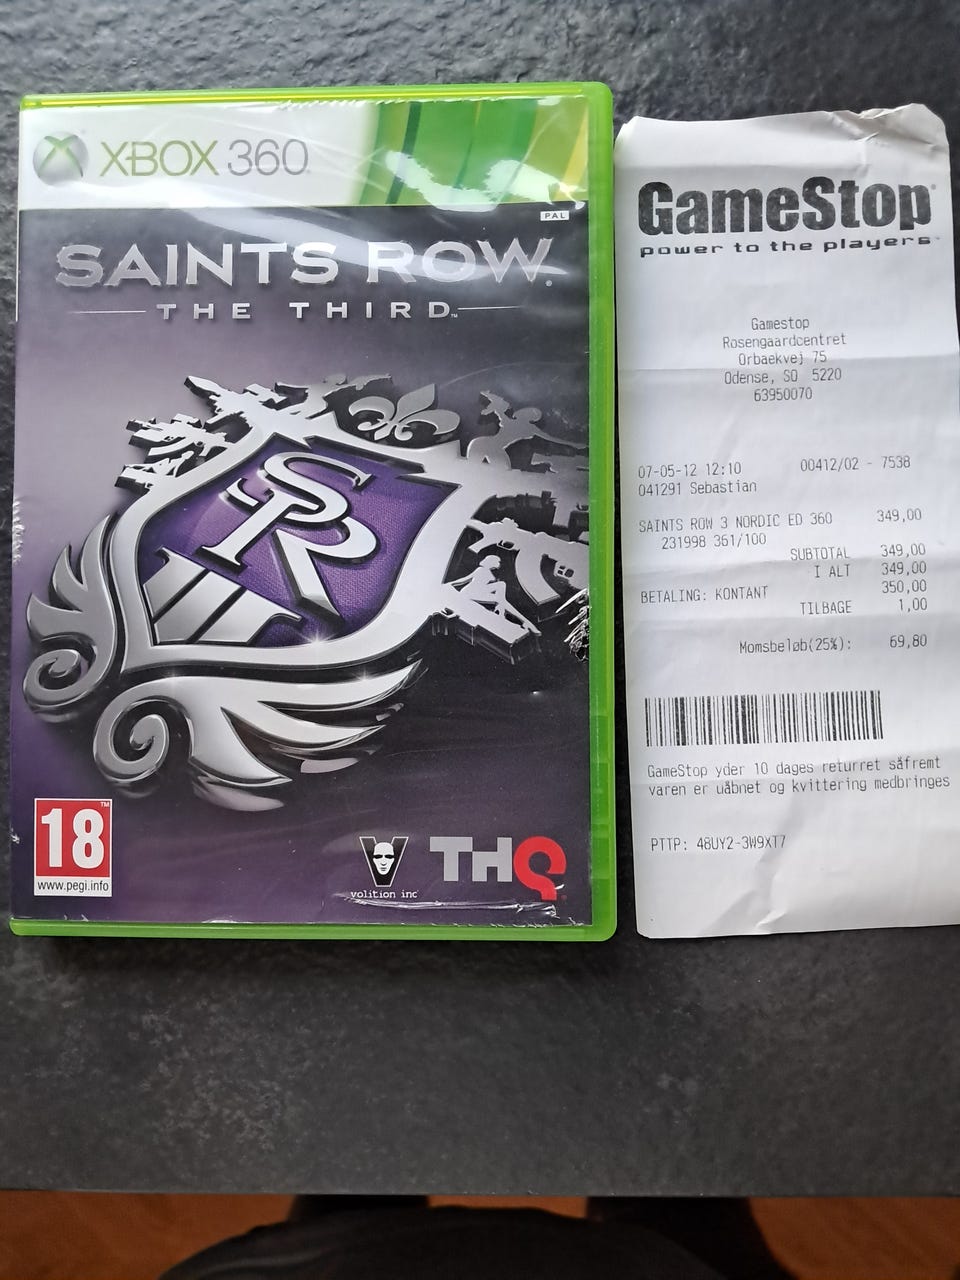 XBOX 360
PAL
SAINTS ROW
THE THIRD™
SR
18
www.pegi.info
volition inc
THQ
GameStop
power to the players
Gamestop
Rosengaardcentret
Orbaekvej 75
Odense, SO 5220
63950070
07-05-12 12:10 00412/02 - 7538
041291 Sebastian
SAINTS ROW 3 NORDIC ED 360 349,00
231998 361/100
SUBTOTAL 349,00
I ALT 349,00
BETALING: KONTANT 350,00
TILBAGE 1,00
Momsbeløb(25%): 69,80
GameStop yder 10 dages returret såfremt
varen er uåbnet og kvittering medbringes
PTTP: 48UY2-3W9XT7